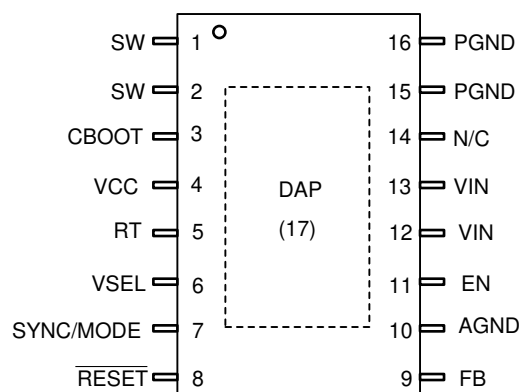 SW 1 16 PGND
SW 2 15 PGND
CBOOT 3 14 N/C
VCC 4 DAP 13 VIN
RT 5 (17) 12 VIN
VSEL 6 11 EN
SYNC/MODE 7 10 AGND
RESET 8 9 FB